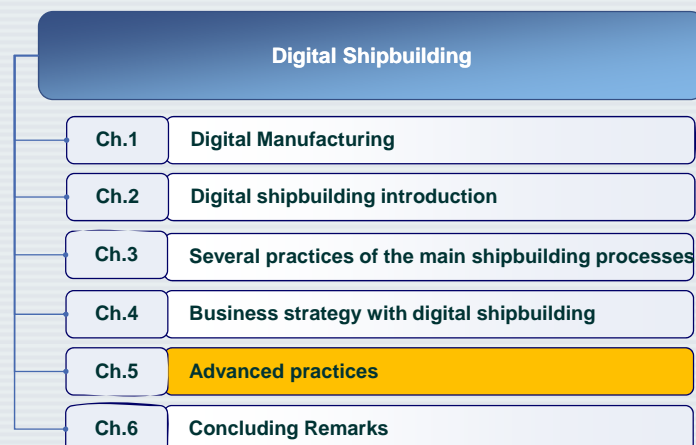 Digital Shipbuilding
Ch.1 Digital Manufacturing
Ch.2 Digital shipbuilding introduction
Ch.3 Several practices of the main shipbuilding processes
Ch.4 Business strategy with digital shipbuilding
Ch.5 Advanced practices
Ch.6 Concluding Remarks